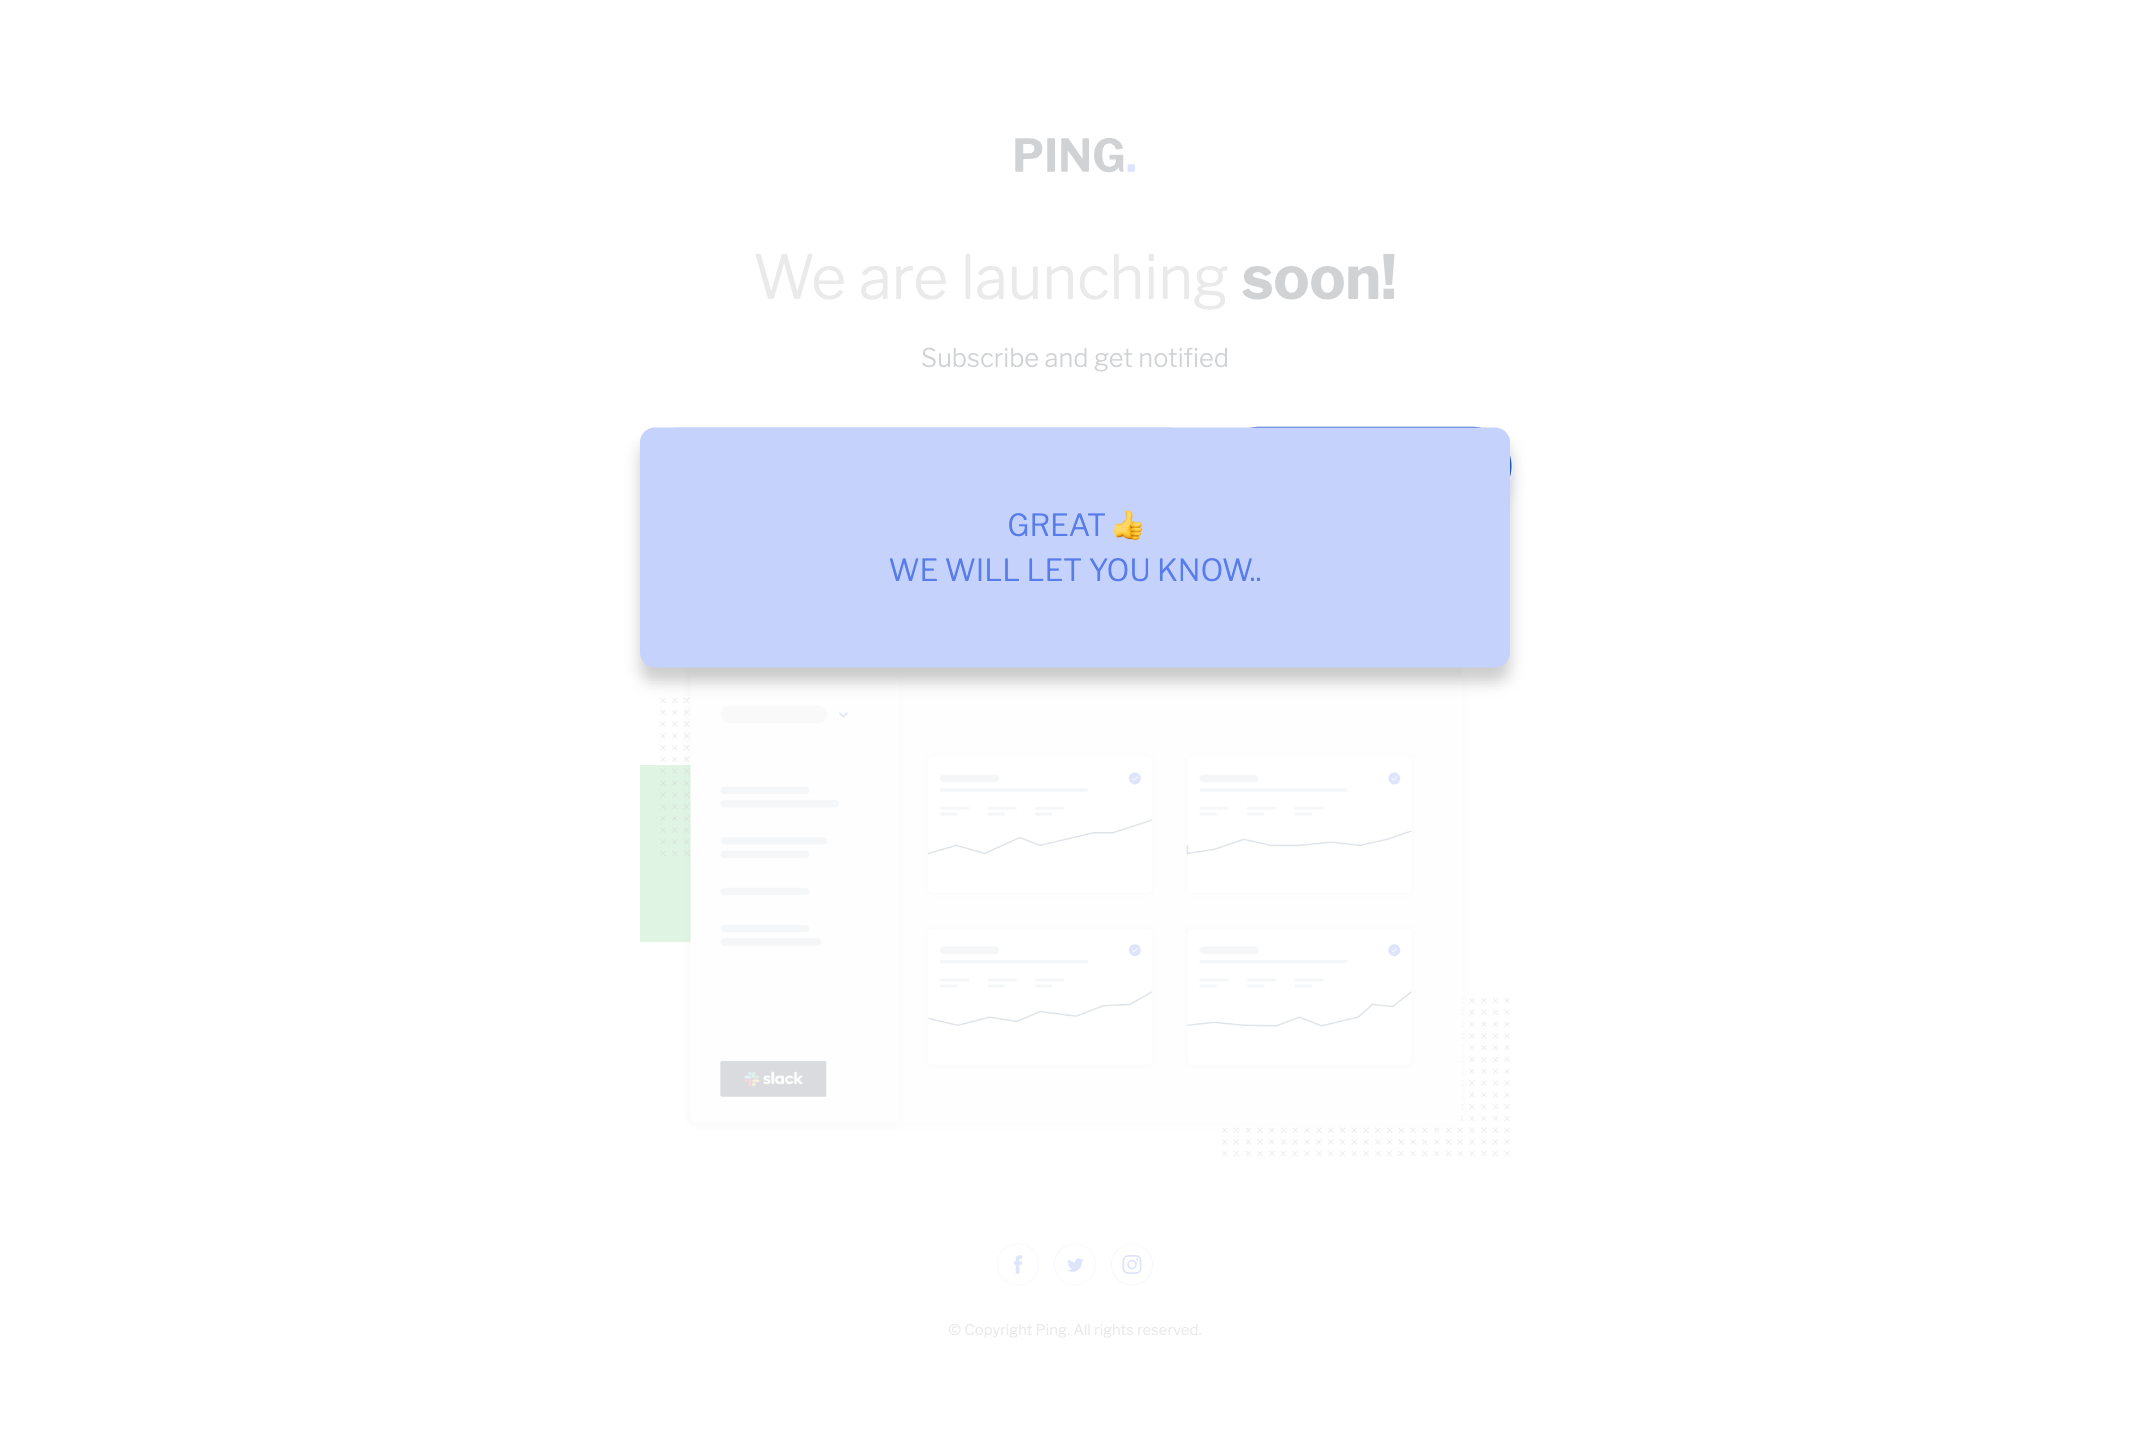 PING.
We are launching soon!
Subscribe and get notified
GREAT 👍
WE WILL LET YOU KNOW..
slack
© Copyright Ping. All rights reserved.